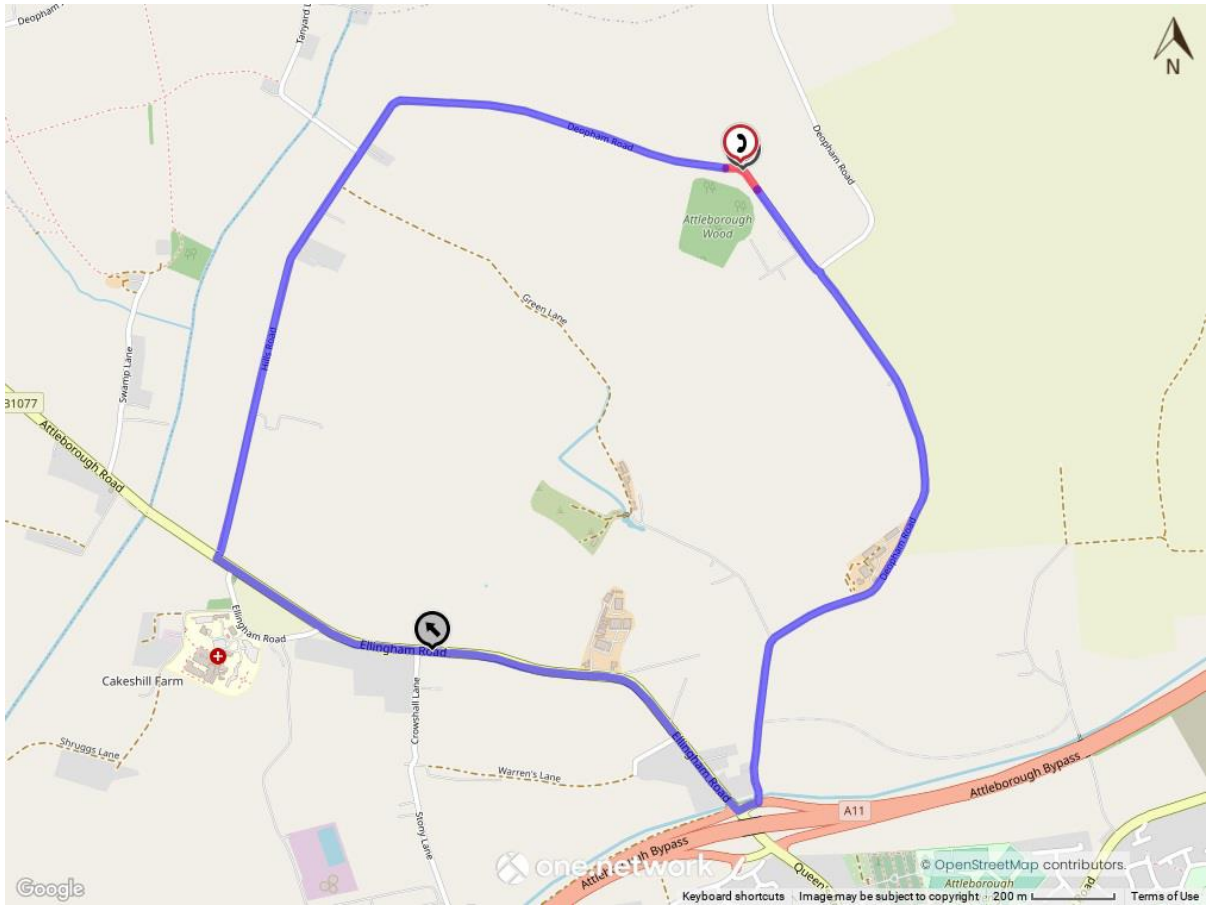 Deopham
Tanyard
N
Deopham Road
Deopham Road
Attleborough
Wood
Green Lane
Hills Road
Swamp Lane
B1077
Attleborough Road
Deopham Road
Ellingham Road
Ellingham Road
Cakeshill Farm
Crowshall Lane
Shruggs Lane
Warren's Lane
Ellingham Road
Stony Lane
Attleborough Bypass
A11
Attleborough Bypass
one.network
© OpenStreetMap contributors.
Attleborough
Road
Google
Keyboard shortcuts
Image may be subject to copyright
200 m
Terms of Use